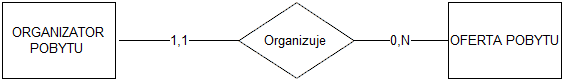 ORGANIZATOR
POBYTU
1,1
Organizuje
0,N
OFERTA POBYTU